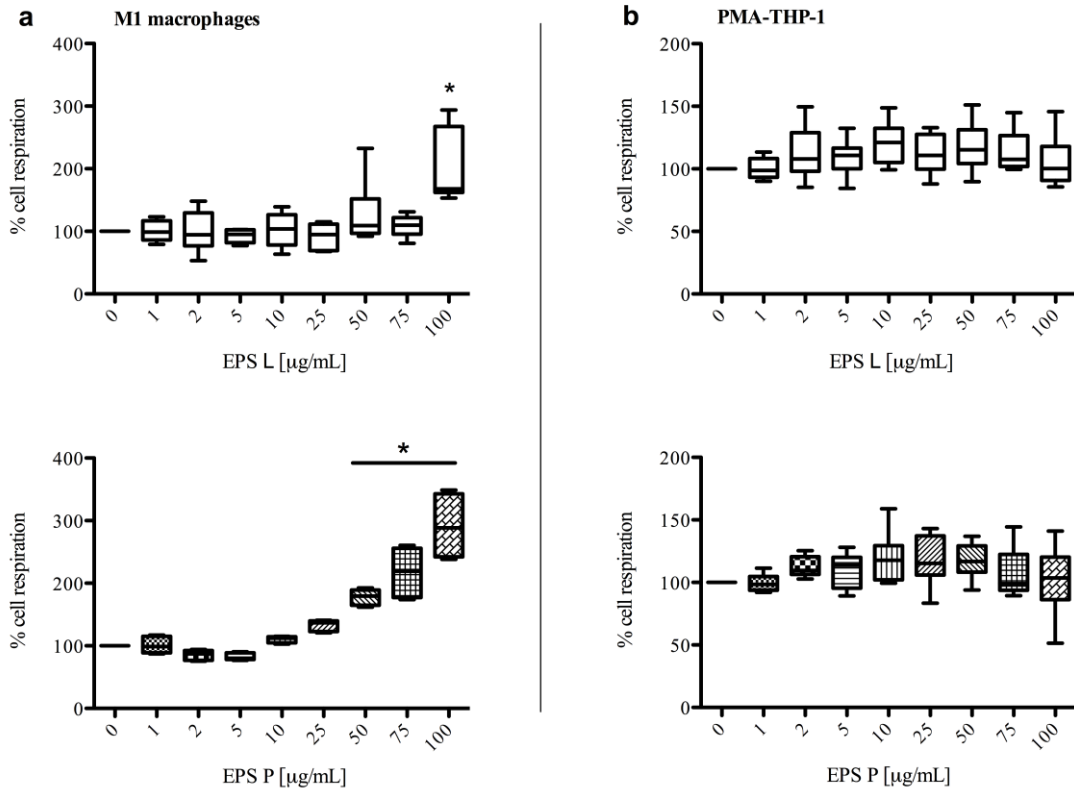 a
M1 macrophages
400
300
200
100
0
% cell respiration
*
0 1 2 5 10 25 50 75 100
EPS L [µg/mL]
400
300
200
100
0
% cell respiration
*
0 1 2 5 10 25 50 75 100
EPS P [µg/mL]
b
PMA-THP-1
200
150
100
50
0
% cell respiration
0 1 2 5 10 25 50 75 100
EPS L [µg/mL]
200
150
100
50
0
% cell respiration
0 1 2 5 10 25 50 75 100
EPS P [µg/mL]